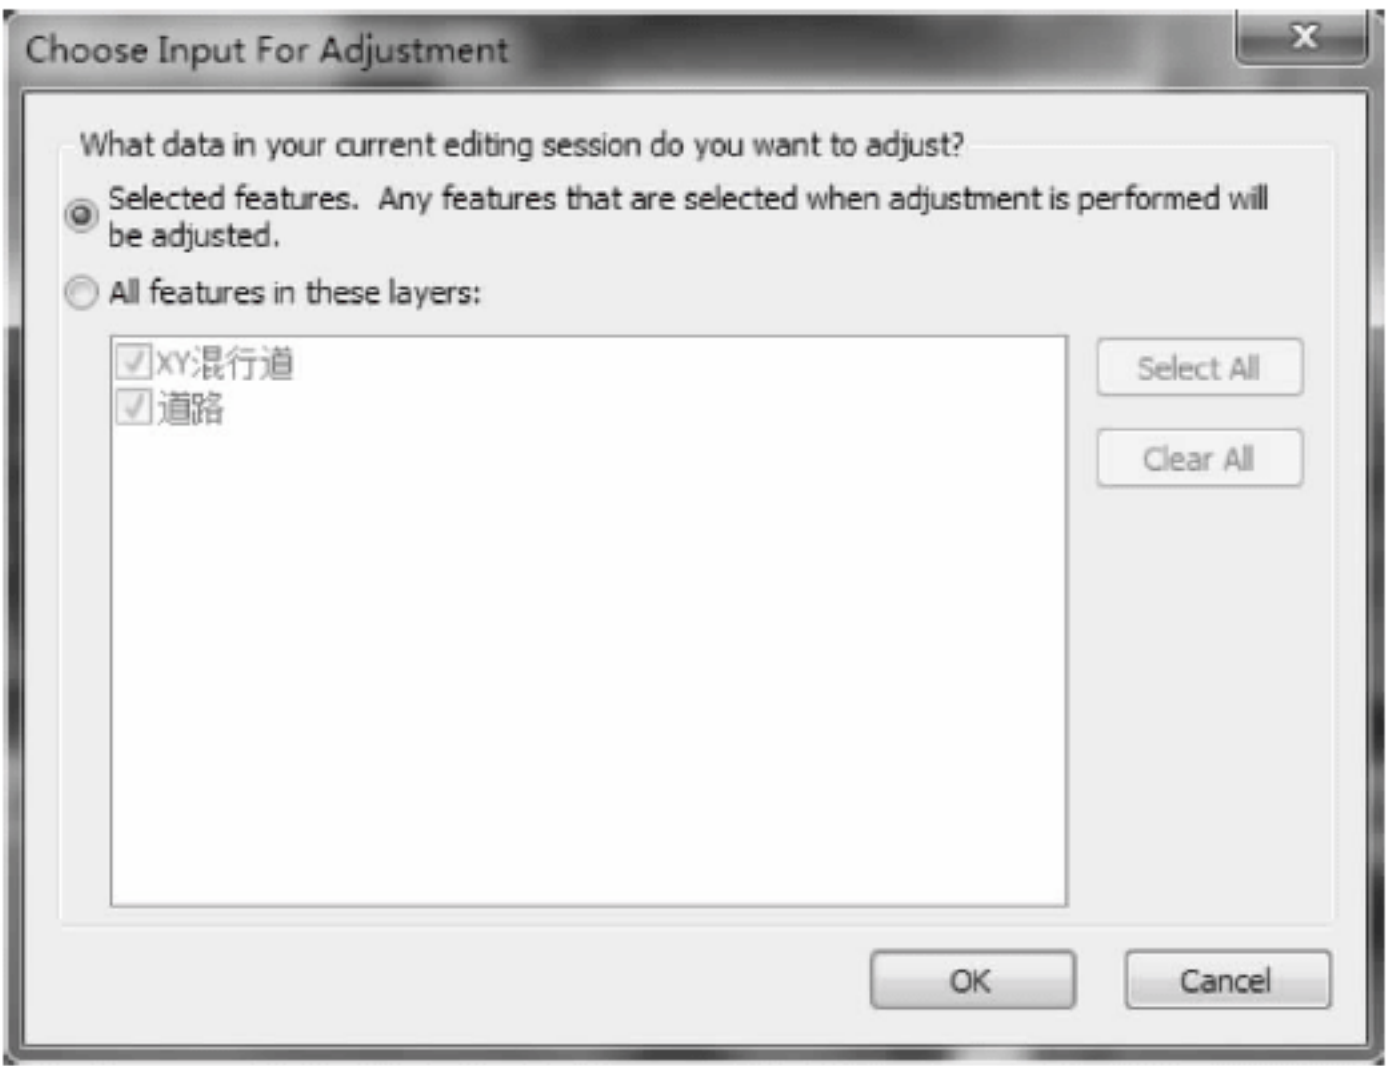 Choose Input For Adjustment
What data in your current editing session do you want to adjust?
Selected features.  Any features that are selected when adjustment is performed will
be adjusted.
All features in these layers:
XY混行道
道路
Select All
Clear All
OK
Cancel